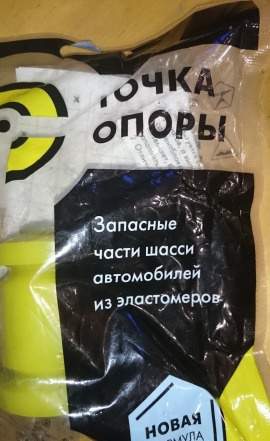 ТОЧКА
ОПОРЫ
Запасные
части шасси
автомобилей
из эластомеров
НОВАЯ